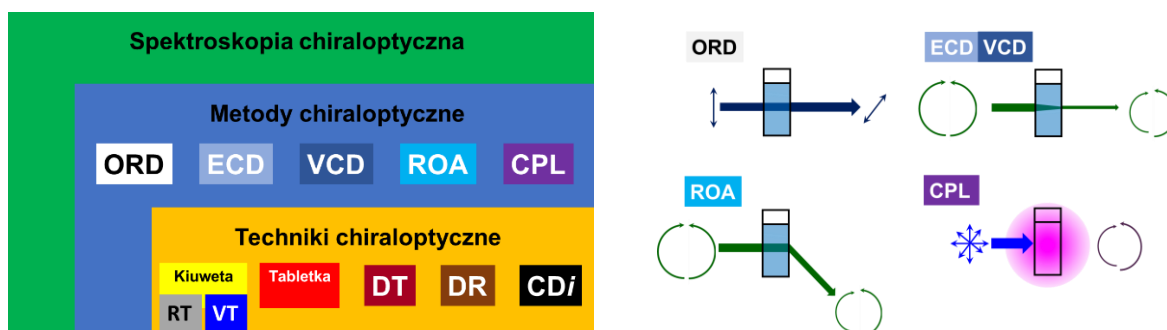 Spektroskopia chiraloptyczna
Metody chiraloptyczne
ORD ECD VCD ROA CPL
Techniki chiraloptyczne
Kiuweta Tabletka DT DR CDi
RT VT
ORD
ECD VCD
ROA
CPL